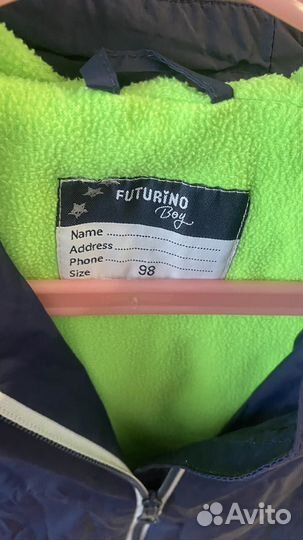 FUTURiNO
Boy
Name ..................
Address ..............
Phone ................
Size 98
Avito